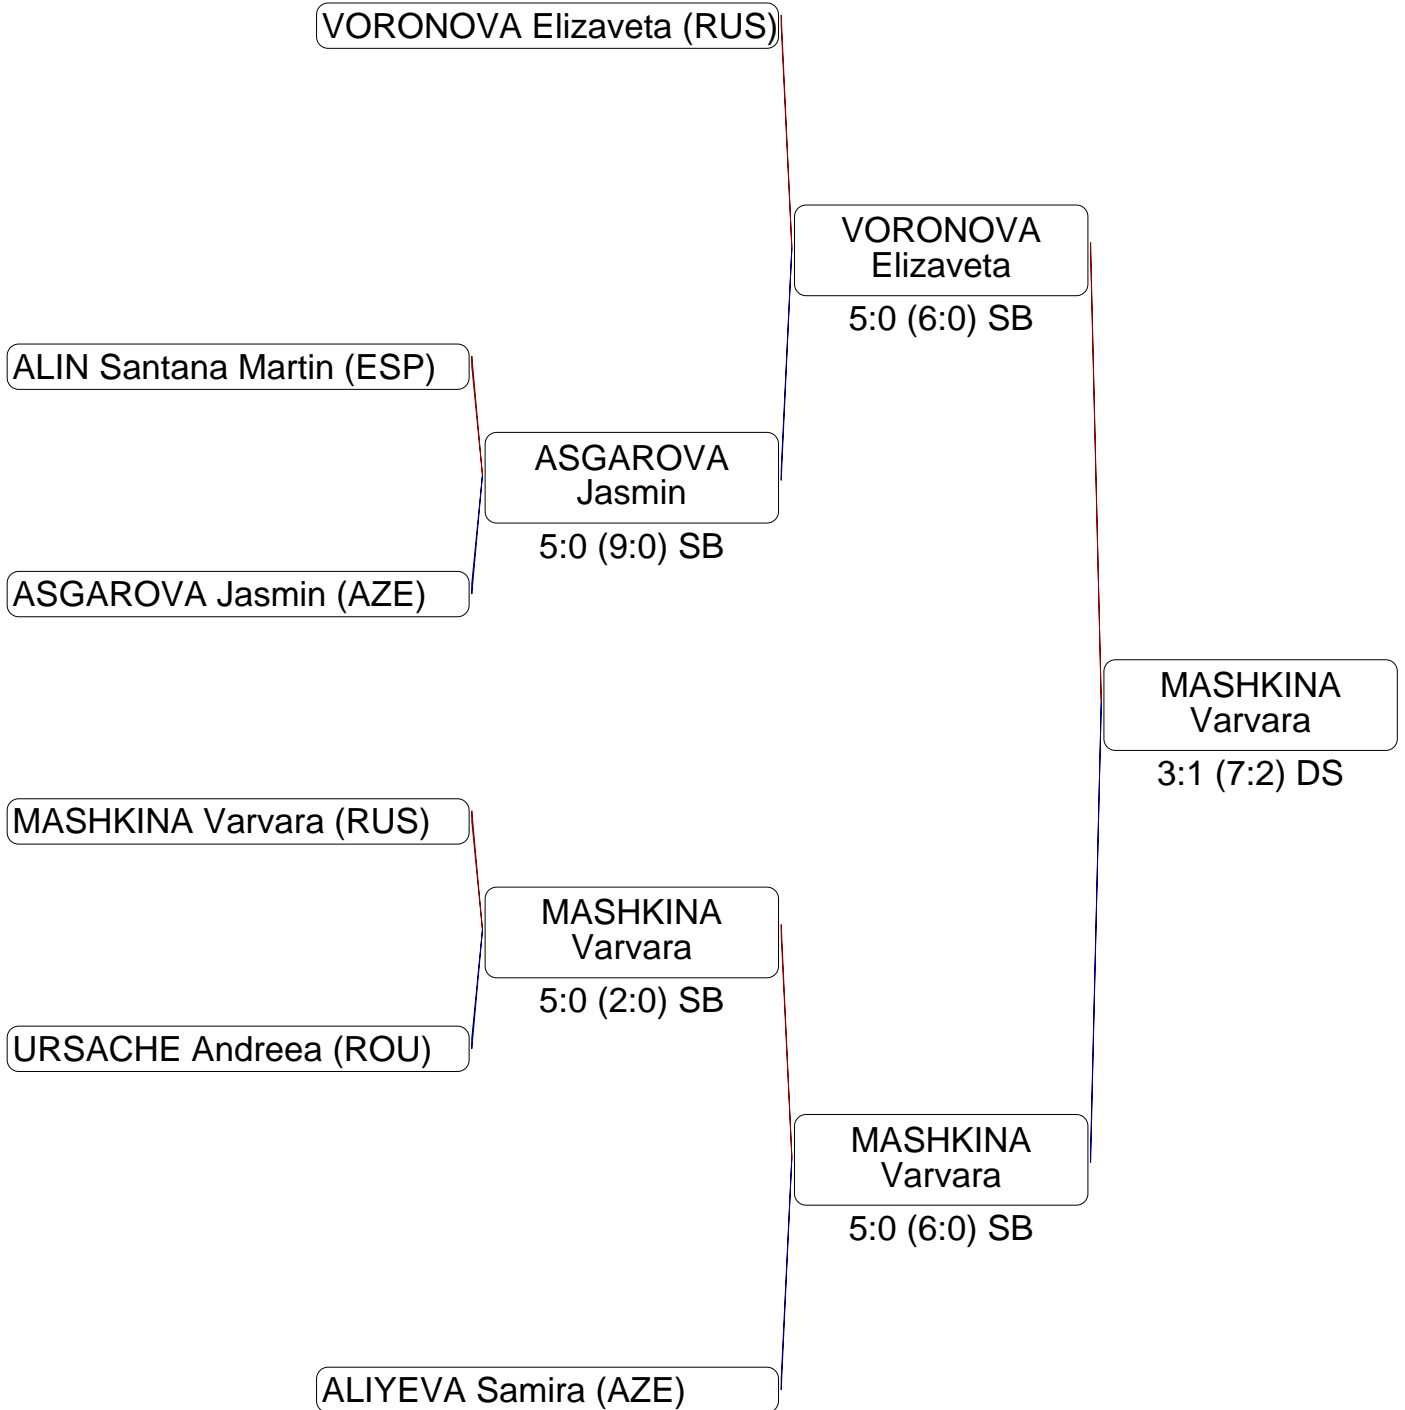 VORONOVA Elizaveta (RUS)
VORONOVA
Elizaveta
5:0 (6:0) SB
ALIN Santana Martin (ESP)
ASGAROVA
Jasmin
5:0 (9:0) SB
ASGAROVA Jasmin (AZE)
MASHKINA
Varvara
3:1 (7:2) DS
MASHKINA Varvara (RUS)
MASHKINA
Varvara
5:0 (2:0) SB
URSACHE Andreea (ROU)
MASHKINA
Varvara
5:0 (6:0) SB
ALIYEVA Samira (AZE)